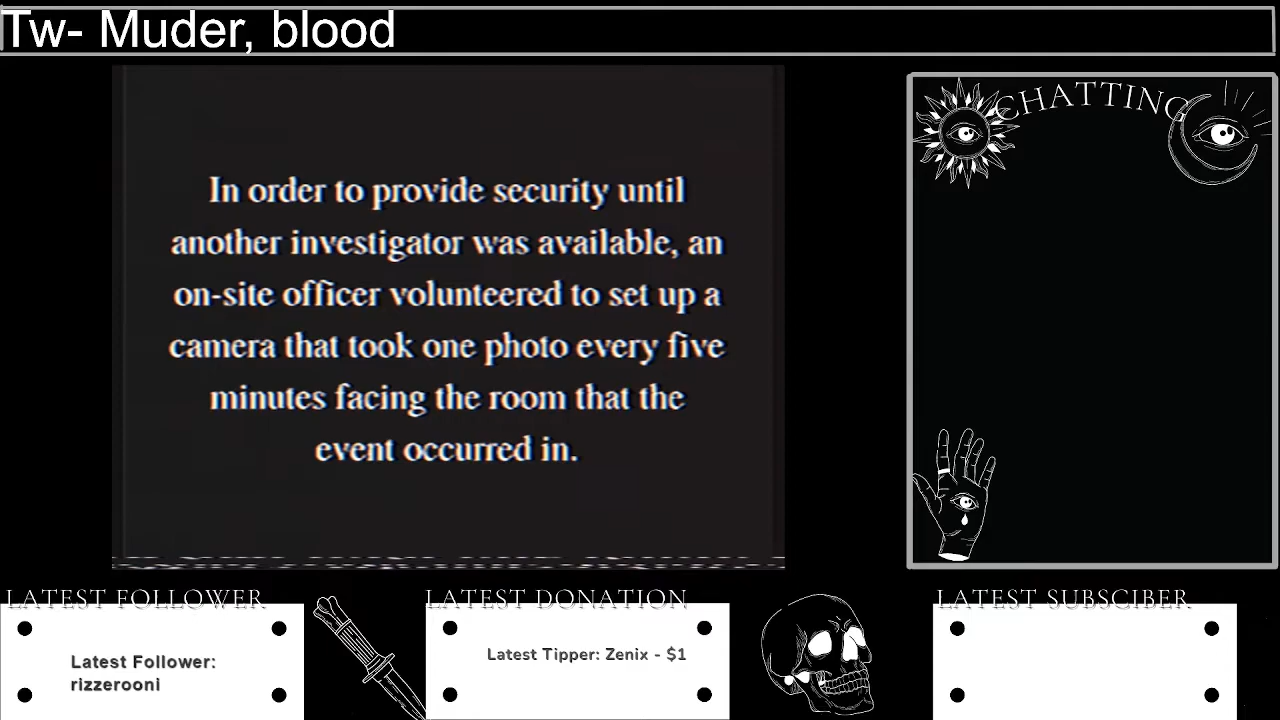 Tw- Muder, blood
CHATTING
In order to provide security until
another investigator was available, an
on-site officer volunteered to set up a
camera that took one photo every five
minutes facing the room that the
event occurred in.
LATEST FOLLOWER
Latest Follower:
rizzerooni
LATEST DONATION
Latest Tipper: Zenix - $1
LATEST SUBSCIBER